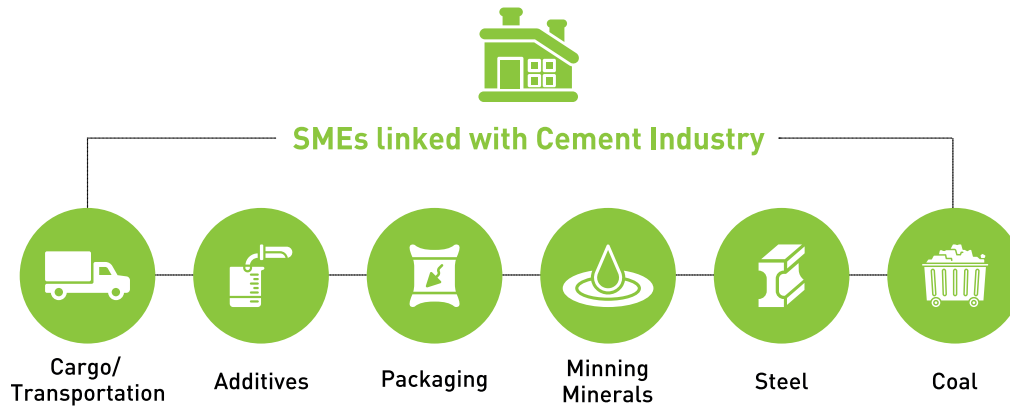 SMEs linked with Cement Industry
Cargo/
Transportation
Additives
Packaging
Minning
Minerals
Steel
Coal